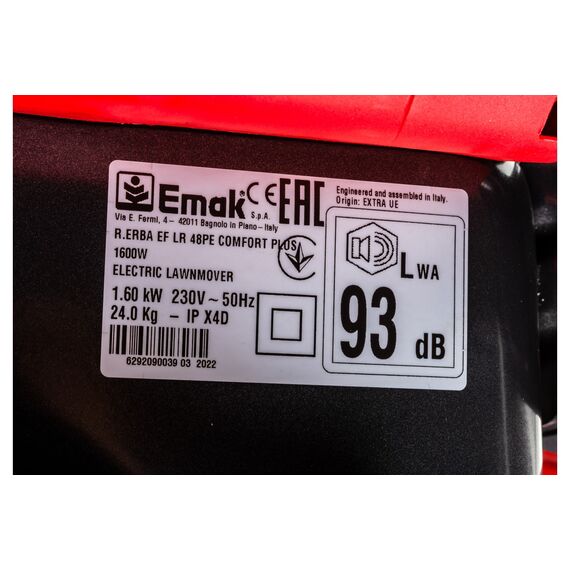 Emak S.p.A. CE EAC
Via E. Fermi, 4 - 42011 Bagnolo in Piano - Italy
Engineered and assembled in Italy.
Origin: EXTRA UE
R.ERBA EF LR 48PE COMFORT PLUS
1600W
ELECTRIC LAWNMOVER
1.60 kW 230V ~ 50Hz
24.0 Kg - IP X4D
6292090039 03 2022
LWA
93 dB